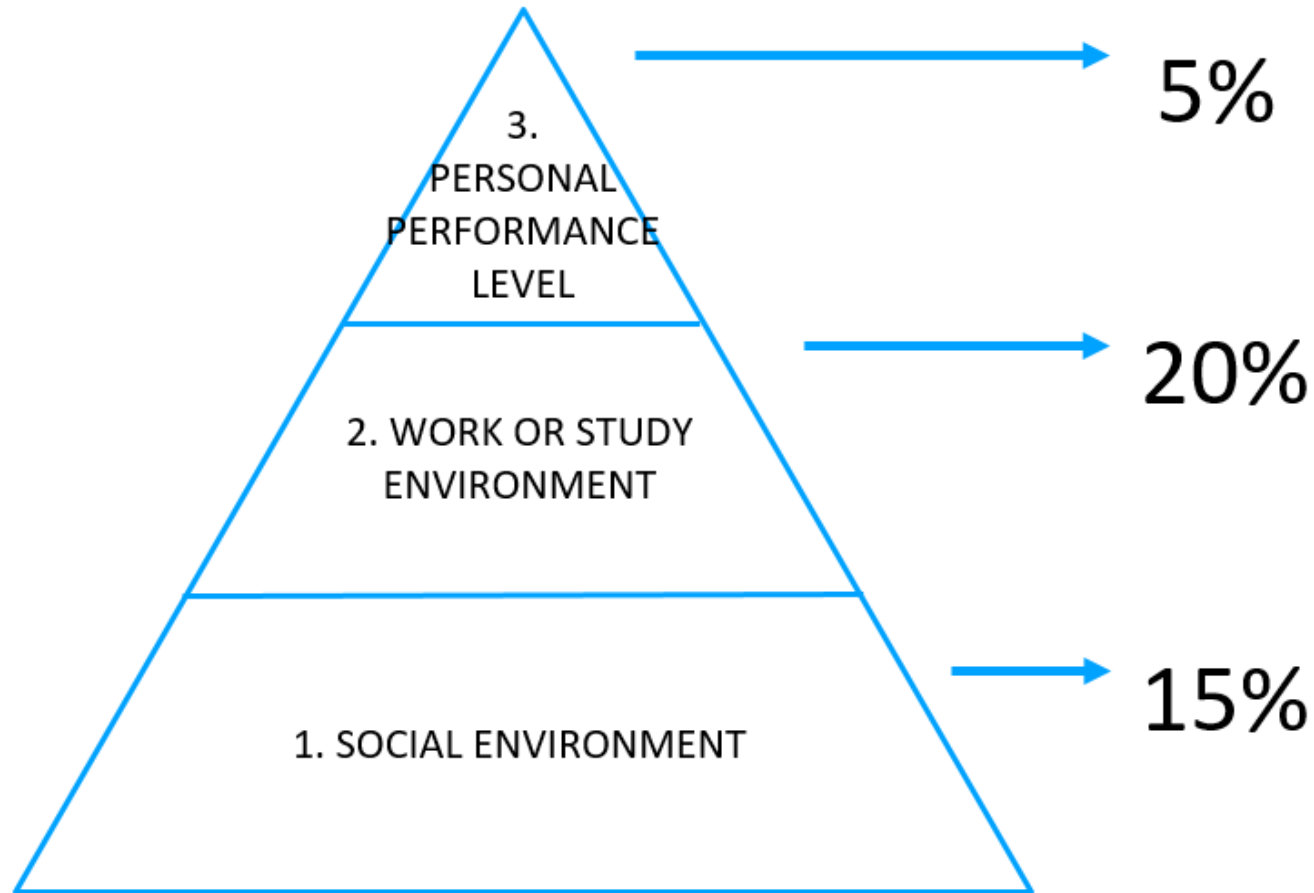 3.
PERSONAL
PERFORMANCE
LEVEL
5%
2. WORK OR STUDY
ENVIRONMENT
20%
1. SOCIAL ENVIRONMENT
15%